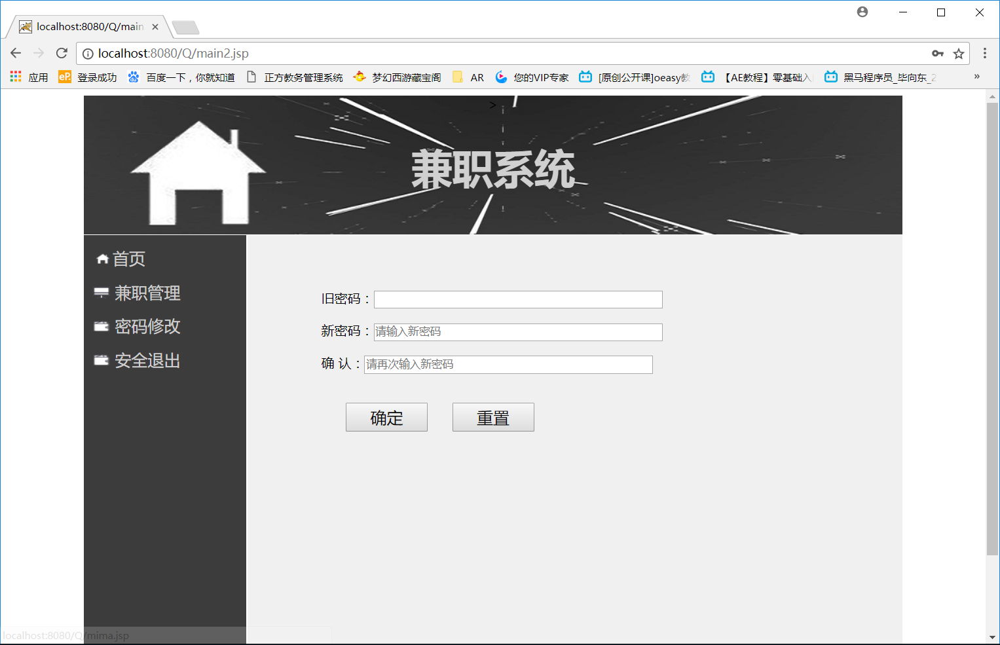 localhost:8080/Q/main
localhost:8080/Q/main2.jsp
应用 eP. 登录成功 du 百度一下，你就知道 正方教务管理系统 梦幻西游藏宝阁 AR 您的VIP专家 [原创公开课]oeasy教 【AE教程】零基础入 黑马程序员_毕向东_2 »
>
兼职系统
首页
兼职管理
密码修改
安全退出
旧密码：
新密码：请输入新密码
确 认：请再次输入新密码
确定 重置
localhost:8080/Q/mima.jsp